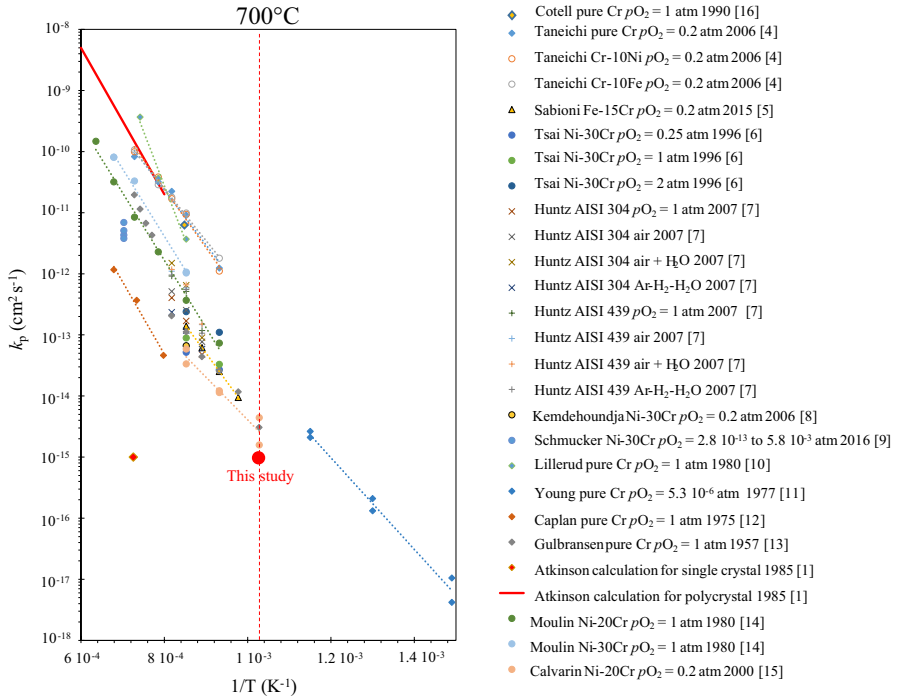 700°C
10⁻⁸
10⁻⁹
10⁻¹⁰
10⁻¹¹
10⁻¹²
10⁻¹³
10⁻¹⁴
10⁻¹⁵
10⁻¹⁶
10⁻¹⁷
10⁻¹⁸
kₚ (cm² s⁻¹)
This study
6 10⁻⁴
8 10⁻⁴
1 10⁻³
1.2 10⁻³
1.4 10⁻³
1/T (K⁻¹)
Cotell pure Cr pO₂ = 1 atm 1990 [16]
Taneichi pure Cr pO₂ = 0.2 atm 2006 [4]
Taneichi Cr-10Ni pO₂ = 0.2 atm 2006 [4]
Taneichi Cr-10Fe pO₂ = 0.2 atm 2006 [4]
Sabioni Fe-15Cr pO₂ = 0.2 atm 2015 [5]
Tsai Ni-30Cr pO₂ = 0.25 atm 1996 [6]
Tsai Ni-30Cr pO₂ = 1 atm 1996 [6]
Tsai Ni-30Cr pO₂ = 2 atm 1996 [6]
Huntz AISI 304 pO₂ = 1 atm 2007 [7]
Huntz AISI 304 air 2007 [7]
Huntz AISI 304 air + H₂O 2007 [7]
Huntz AISI 304 Ar-H₂-H₂O 2007 [7]
Huntz AISI 439 pO₂ = 1 atm 2007 [7]
Huntz AISI 439 air 2007 [7]
Huntz AISI 439 air + H₂O 2007 [7]
Huntz AISI 439 Ar-H₂-H₂O 2007 [7]
Kemdehoundja Ni-30Cr pO₂ = 0.2 atm 2006 [8]
Schmucker Ni-30Cr pO₂ = 2.8 10⁻¹³ to 5.8 10⁻³ atm 2016 [9]
Lillerud pure Cr pO₂ = 1 atm 1980 [10]
Young pure Cr pO₂ = 5.3 10⁻⁶ atm 1977 [11]
Caplan pure Cr pO₂ = 1 atm 1975 [12]
Gulbransen pure Cr pO₂ = 1 atm 1957 [13]
Atkinson calculation for single crystal 1985 [1]
Atkinson calculation for polycrystal 1985 [1]
Moulin Ni-20Cr pO₂ = 1 atm 1980 [14]
Moulin Ni-30Cr pO₂ = 1 atm 1980 [14]
Calvarin Ni-20Cr pO₂ = 0.2 atm 2000 [15]